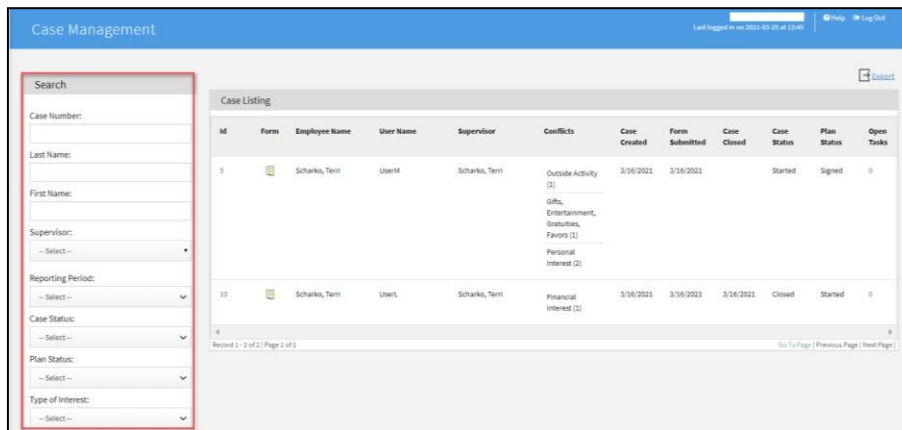 Case Management
Last logged in on 2021-03-25 at 12:45
Help Log Out
Export
Search
Case Number:
Last Name:
First Name:
Supervisor:
-- Select --
Reporting Period:
-- Select --
Case Status:
-- Select --
Plan Status:
-- Select --
Type of Interest:
-- Select --
Case Listing
Id Form Employee Name User Name Supervisor Conflicts Case Created Form Submitted Case Closed Case Status Plan Status Open Tasks
5 Scharko, Terri UserM Scharko, Terri Outside Activity (1) 3/16/2021 3/16/2021 Started Signed 0
Gifts, Entertainment, Gratuities, Favors (1)
Personal Interest (2)
10 Scharko, Terri UserL Scharko, Terri Financial Interest (1) 3/16/2021 3/16/2021 3/16/2021 Closed Started 0
Record 1 - 2 of 2 | Page 1 of 1
Go To Page | Previous Page | Next Page |